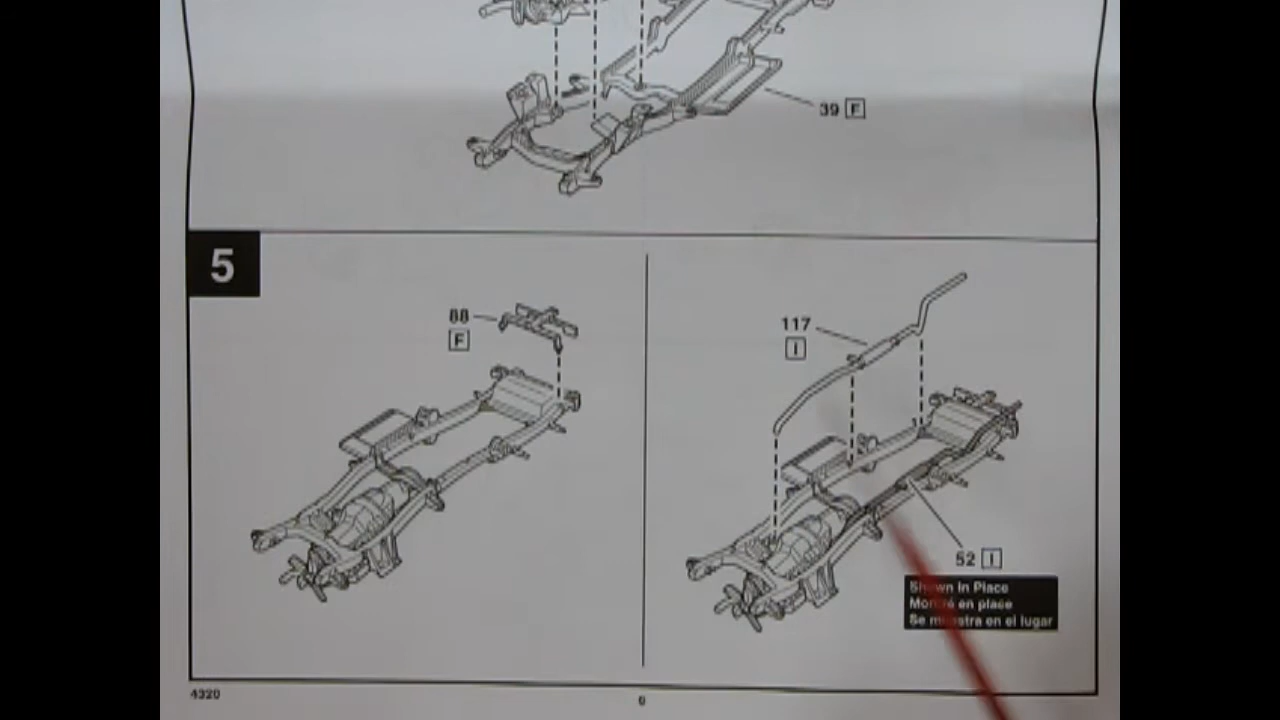 39 F
5
88
F
117
I
52 I
Shown In Place
Montré en place
Se muestra en el lugar
4320
6